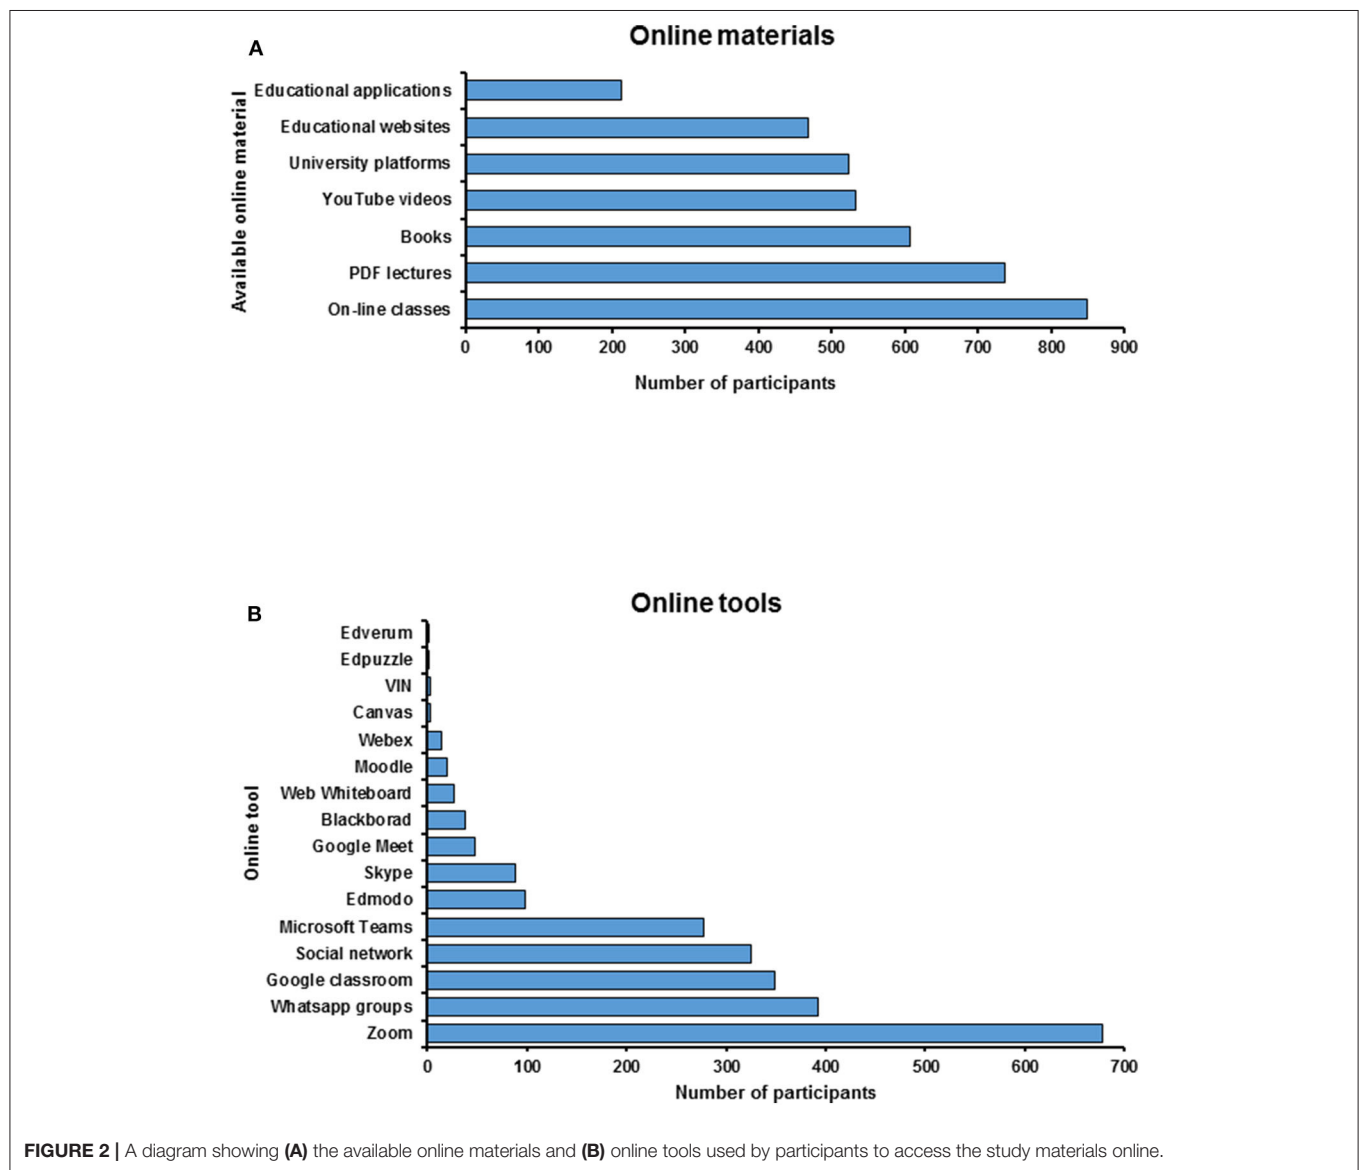 A
Online materials
Available online material
Educational applications
Educational websites
University platforms
YouTube videos
Books
PDF lectures
On-line classes
0 100 200 300 400 500 600 700 800 900
Number of participants
B
Online tools
Online tool
Edverum
Edpuzzle
VIN
Canvas
Webex
Moodle
Web Whiteboard
Blackborad
Google Meet
Skype
Edmodo
Microsoft Teams
Social network
Google classroom
Whatsapp groups
Zoom
0 100 200 300 400 500 600 700
Number of participants
FIGURE 2 | A diagram showing (A) the available online materials and (B) online tools used by participants to access the study materials online.